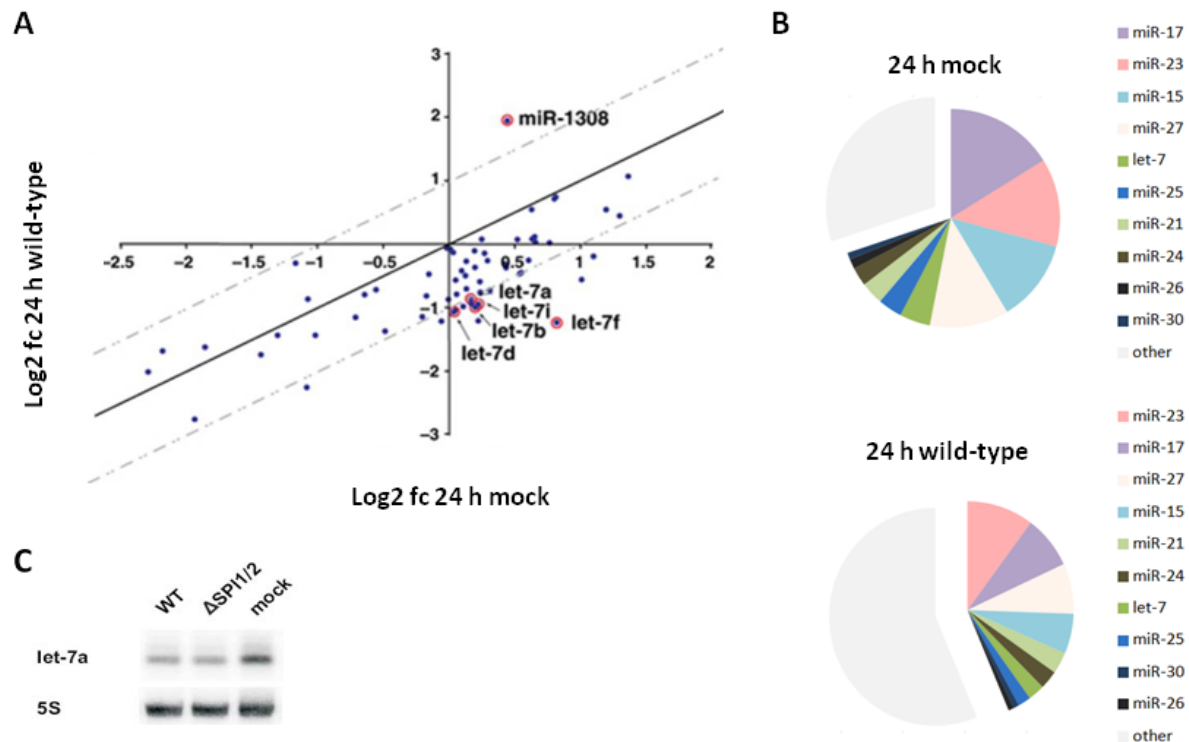 A
B
Log2 fc 24 h wild-type
3
2
1
−1
−2
−3
-2.5
-1.5
-1
-0.5
0
0.5
1
1.5
2
miR-1308
let-7a
let-7i
let-7b
let-7f
let-7d
Log2 fc 24 h mock
24 h mock
miR-17
miR-23
miR-15
miR-27
let-7
miR-25
miR-21
miR-24
miR-26
miR-30
other
24 h wild-type
miR-23
miR-17
miR-27
miR-15
miR-21
miR-24
let-7
miR-25
miR-30
miR-26
other
C
WT
ΔSPI1/2
mock
let-7a
5S